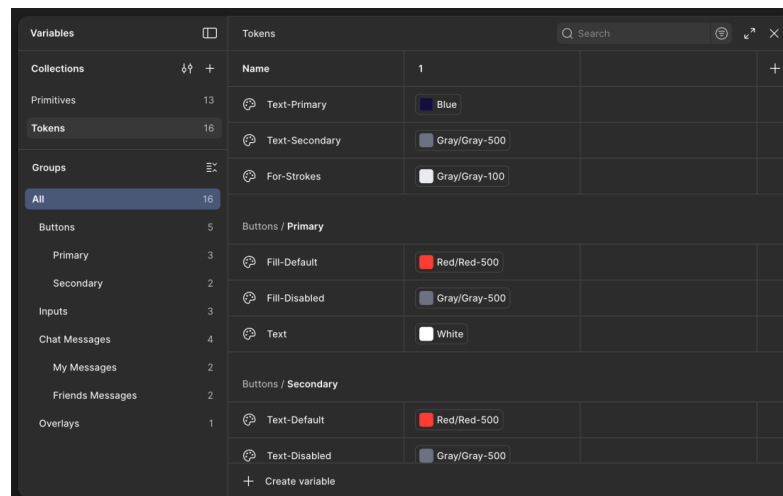 Variables
Collections
Primitives 13
Tokens 16
Groups
All 16
Buttons 5
Primary 3
Secondary 2
Inputs 3
Chat Messages 4
My Messages 2
Friends Messages 2
Overlays 1
Tokens
Search
Name 1
Text-Primary Blue
Text-Secondary Gray/Gray-500
For-Strokes Gray/Gray-100
Buttons / Primary
Fill-Default Red/Red-500
Fill-Disabled Gray/Gray-500
Text White
Buttons / Secondary
Text-Default Red/Red-500
Text-Disabled Gray/Gray-500
Create variable